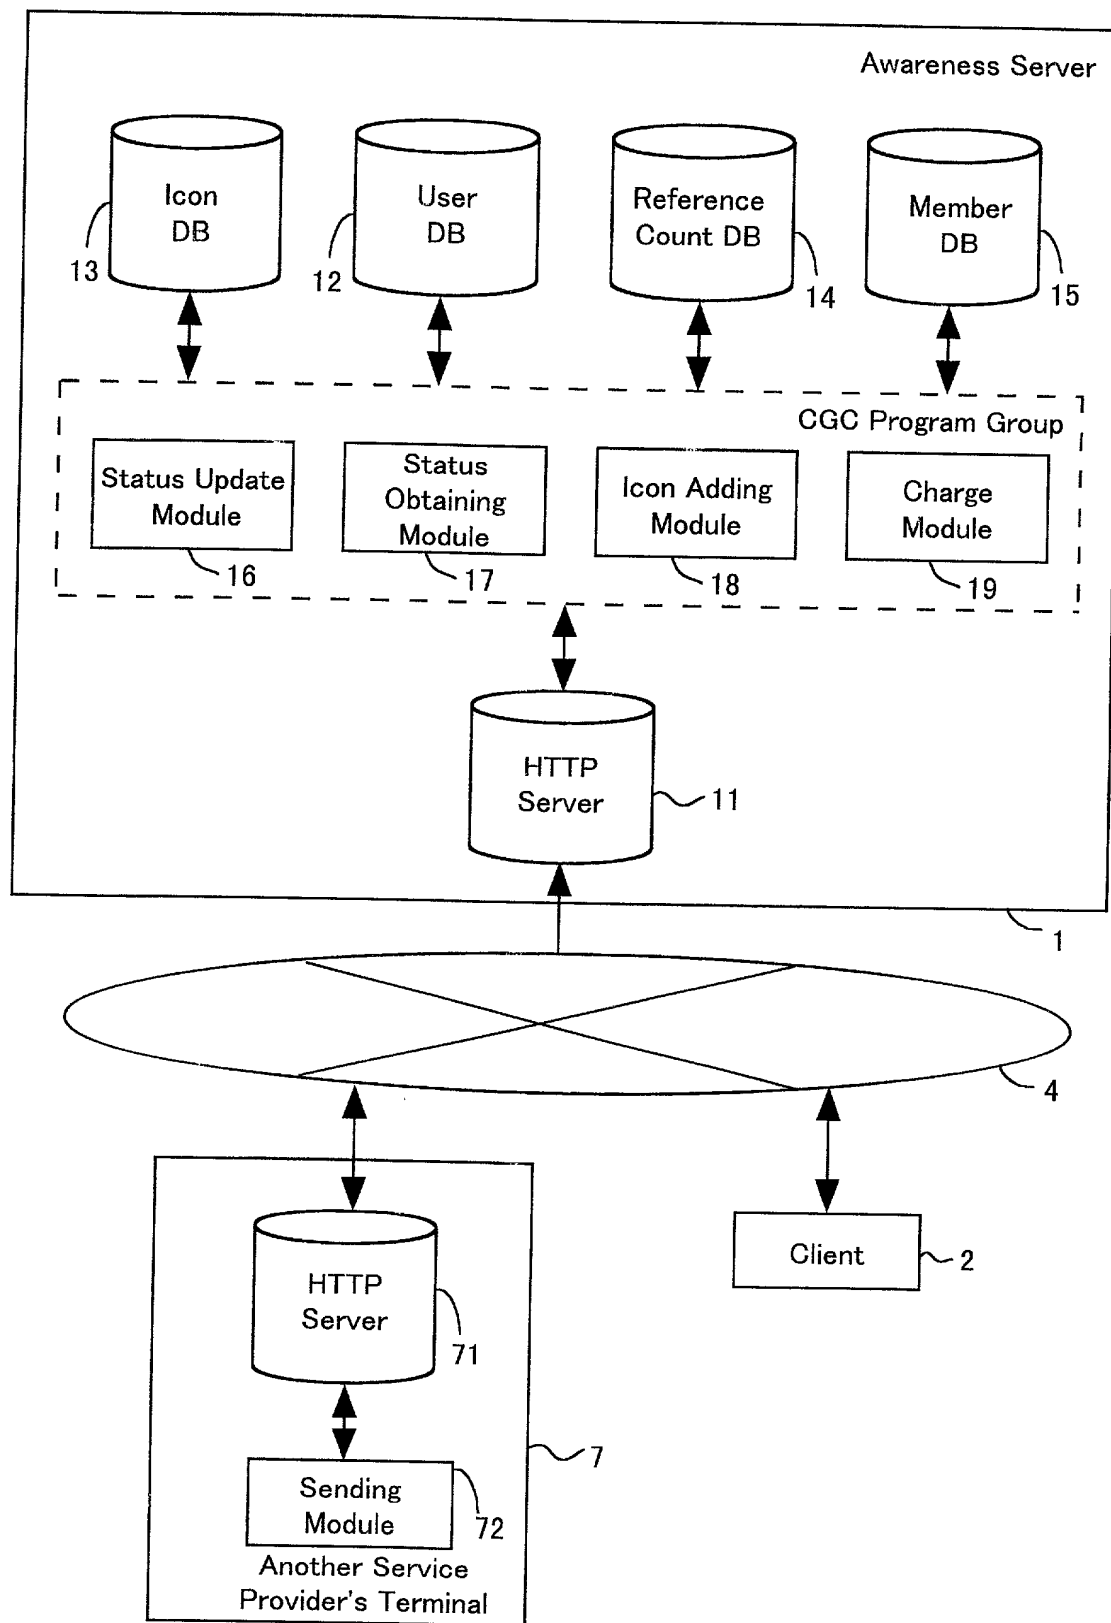 Awareness Server
Icon
DB
13
User
DB
12
Reference
Count DB
14
Member
DB
15
CGC Program Group
Status Update
Module
16
Status
Obtaining
Module
17
Icon Adding
Module
18
Charge
Module
19
HTTP
Server
11
1
4
HTTP
Server
71
Client
2
7
Sending
Module
72
Another Service
Provider's Terminal